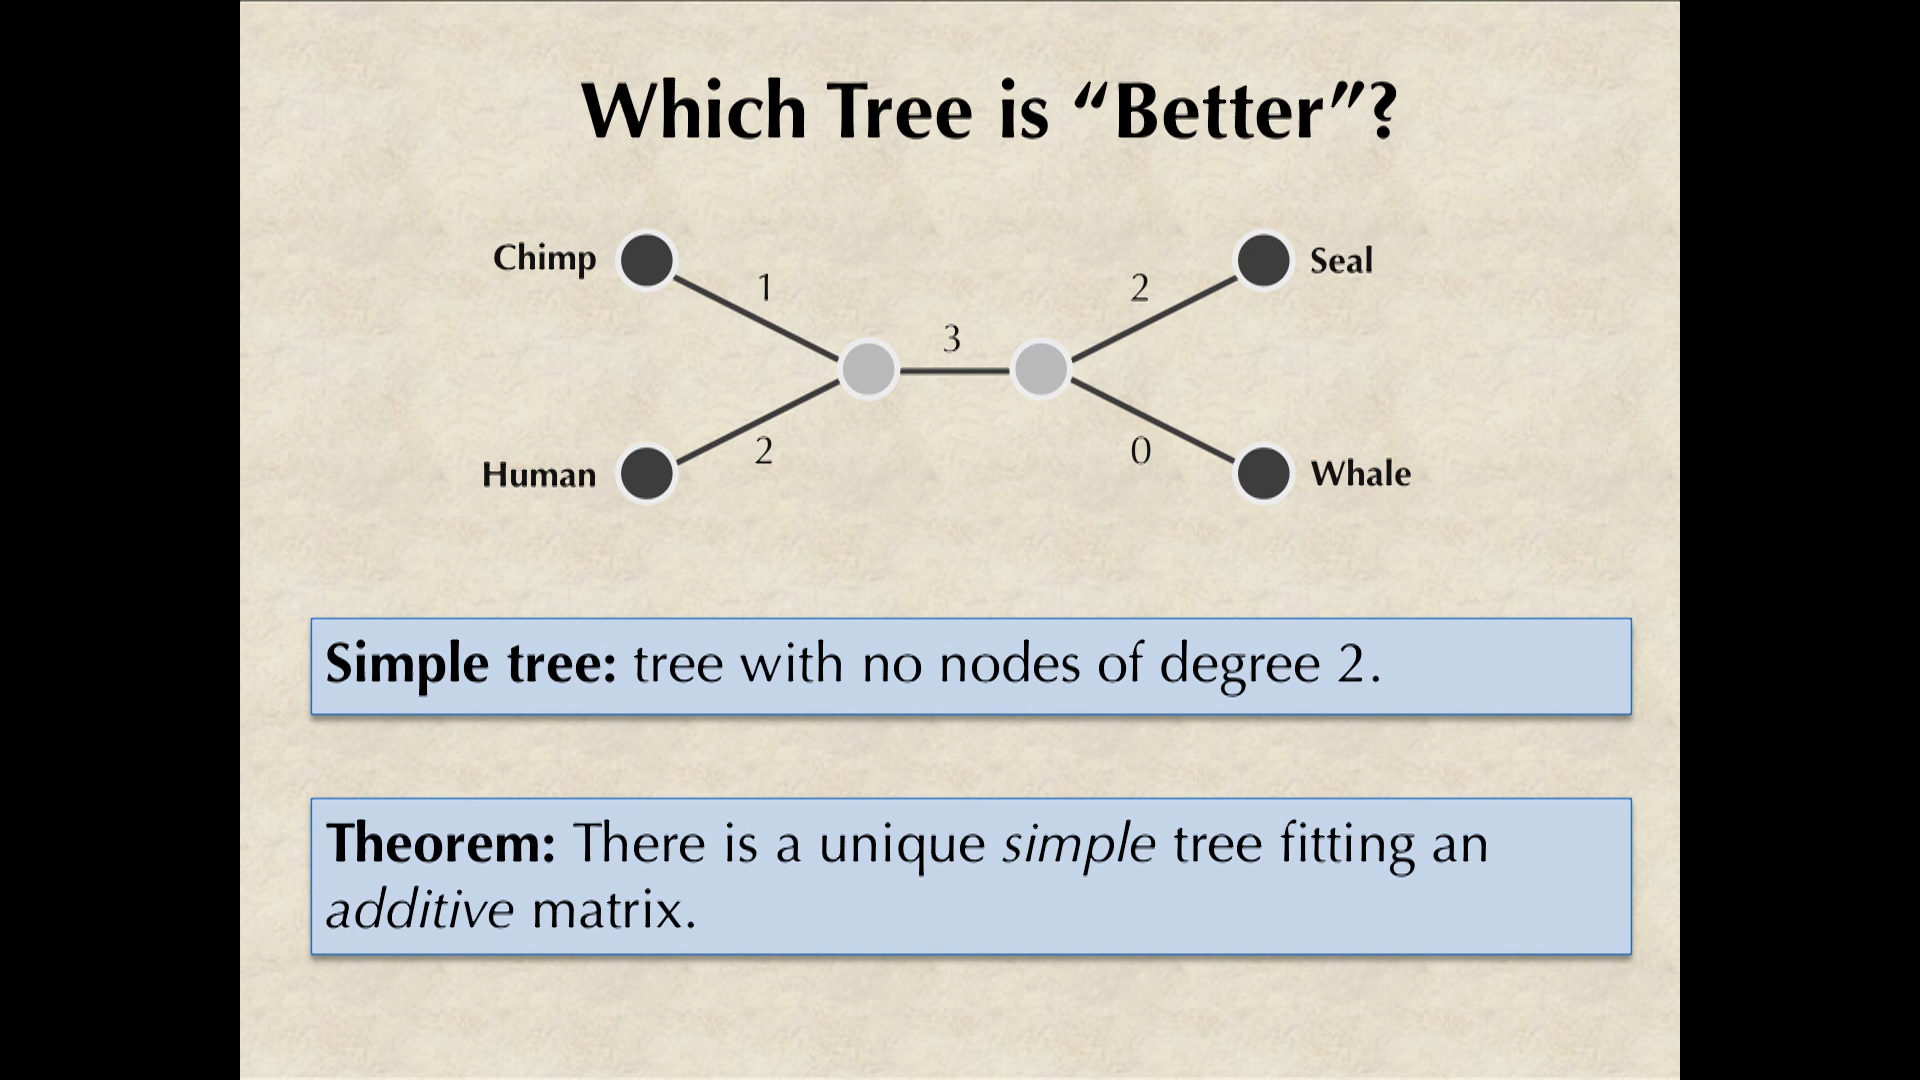 Which Tree is “Better”?
Chimp
1
2
Seal
3
Human
2
0
Whale
Simple tree: tree with no nodes of degree 2.
Theorem: There is a unique simple tree fitting an
additive matrix.